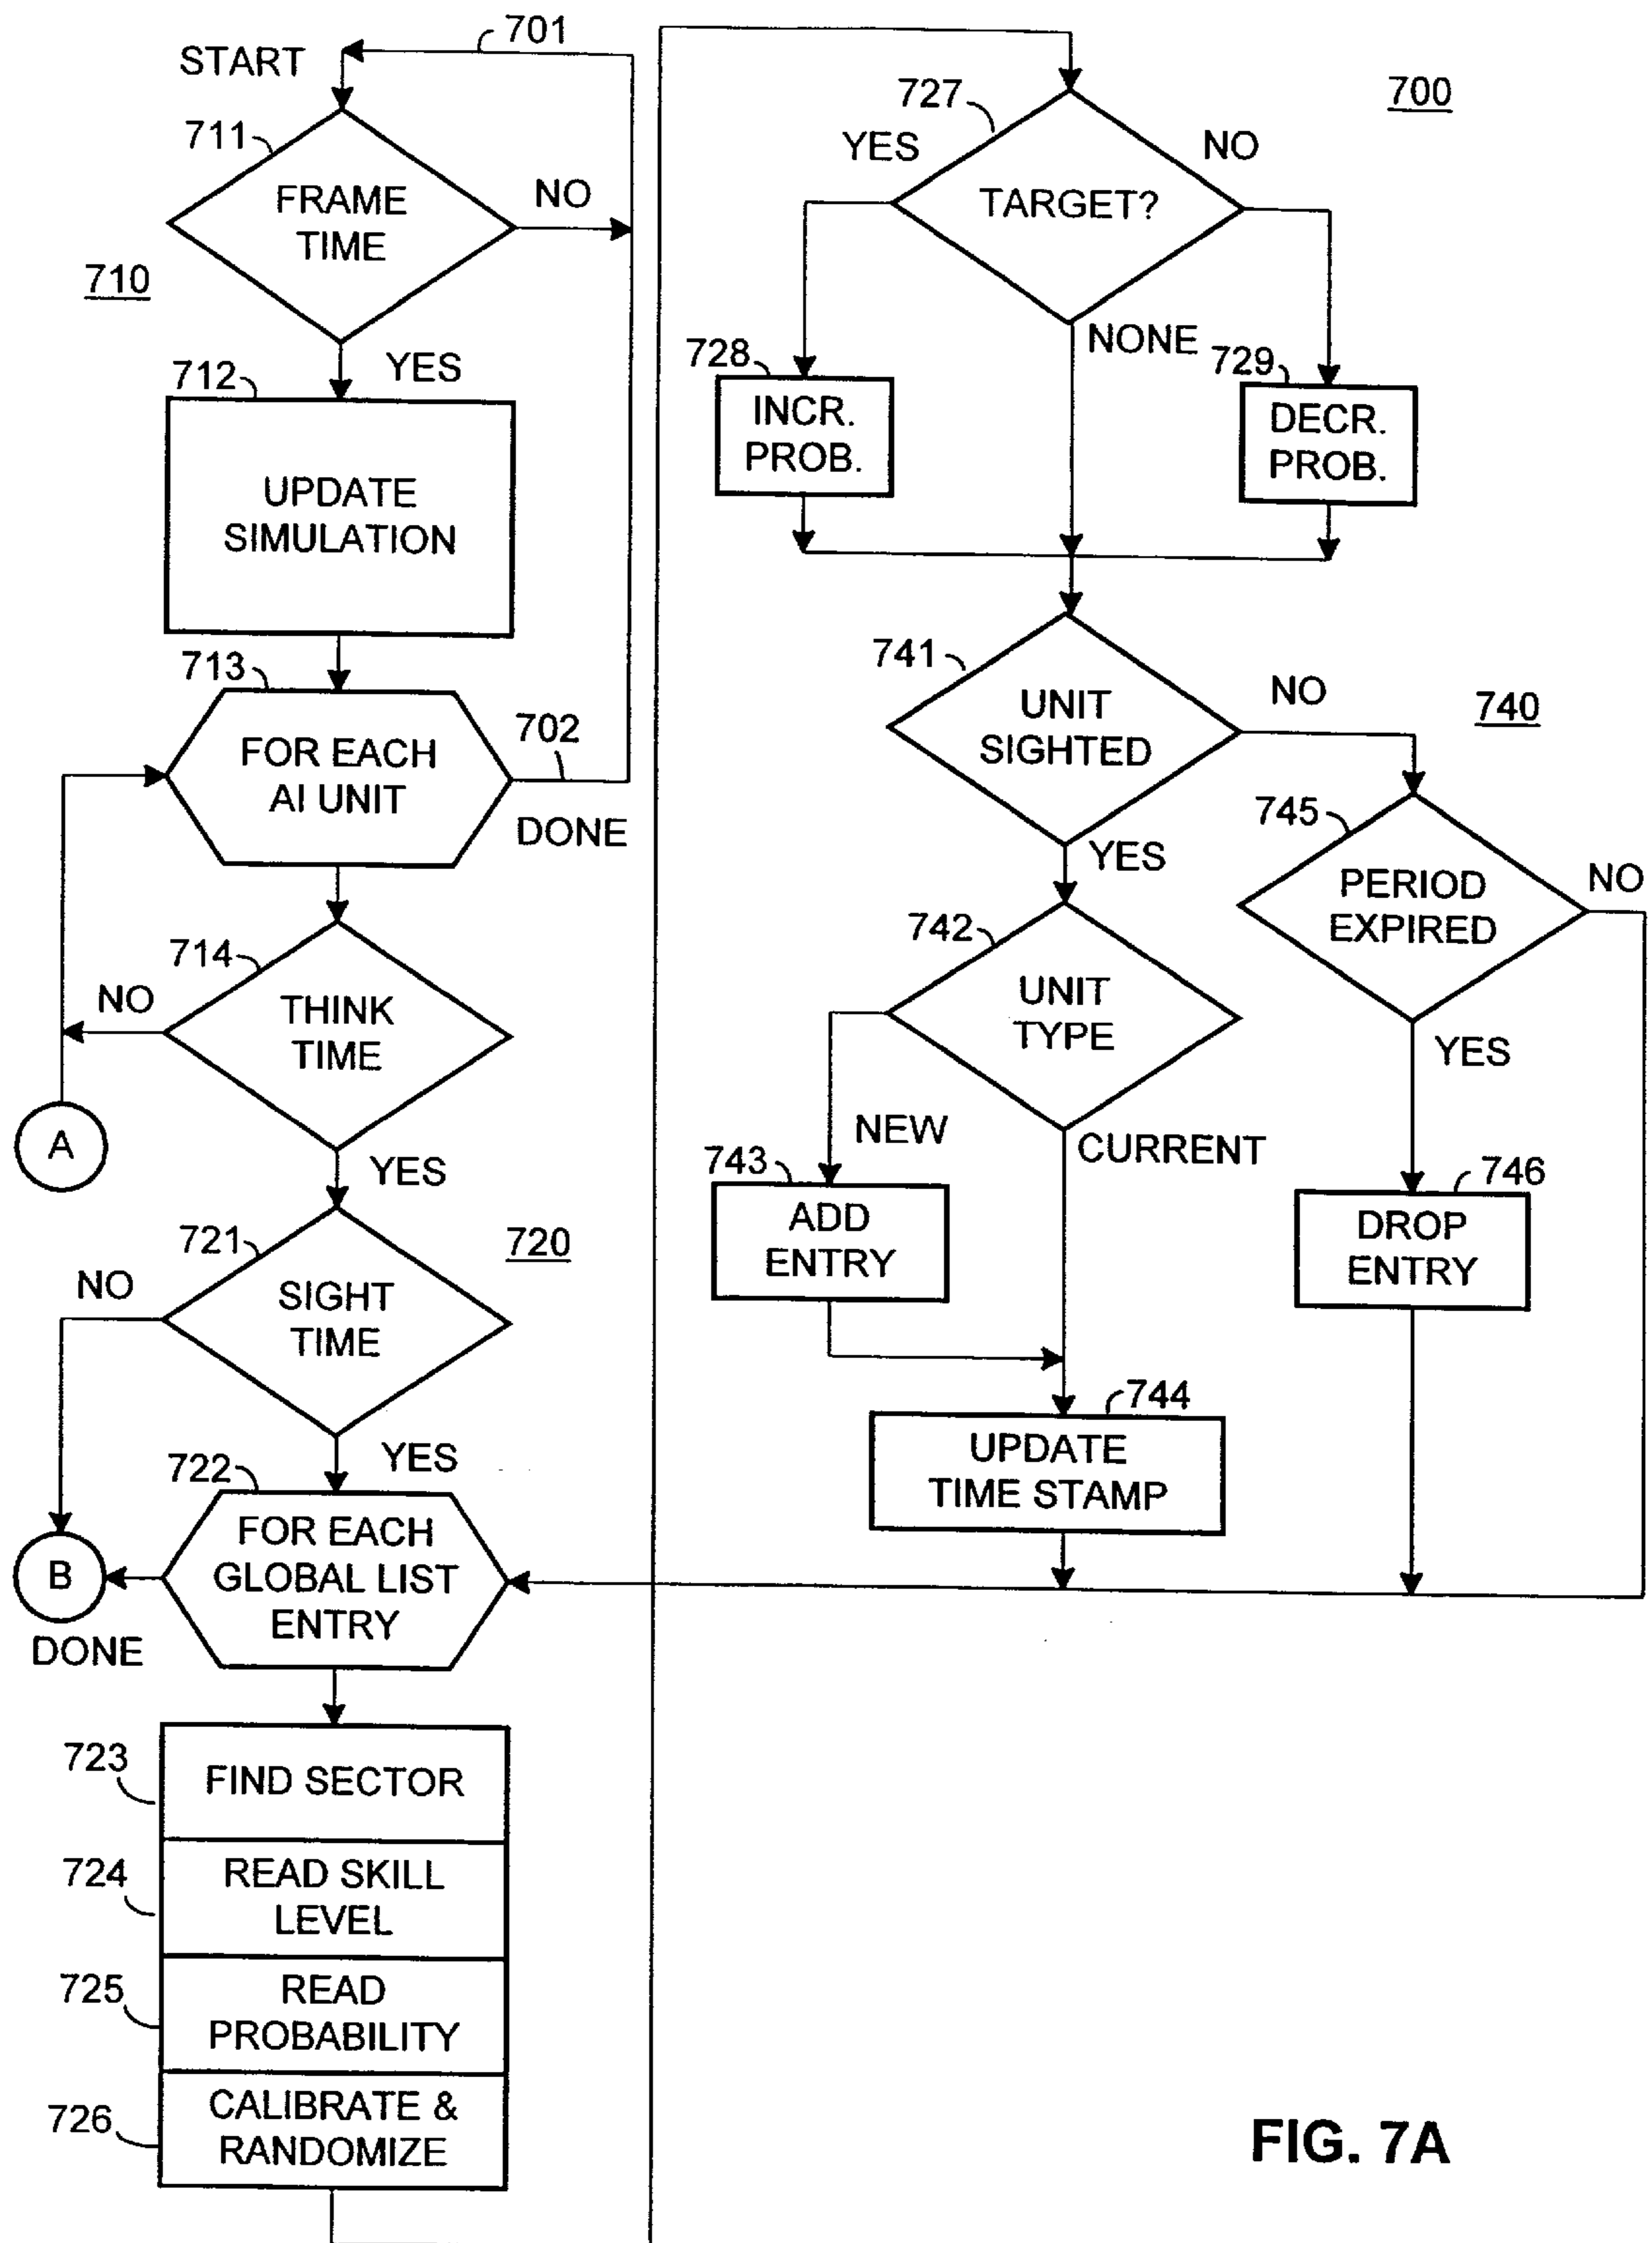 701
START
711
FRAME
TIME
NO
710
YES
712
UPDATE
SIMULATION
713
FOR EACH
AI UNIT
702
DONE
714
NO
THINK
TIME
A
YES
721
720
NO
SIGHT
TIME
YES
722
FOR EACH
GLOBAL LIST
ENTRY
B
DONE
723
FIND SECTOR
724
READ SKILL
LEVEL
725
READ
PROBABILITY
726
CALIBRATE &
RANDOMIZE
700
727
YES
NO
TARGET?
NONE
728
INCR.
PROB.
729
DECR.
PROB.
741
UNIT
SIGHTED
NO
740
YES
745
PERIOD
EXPIRED
NO
742
UNIT
TYPE
YES
NEW
CURRENT
743
ADD
ENTRY
746
DROP
ENTRY
744
UPDATE
TIME STAMP
FIG. 7A